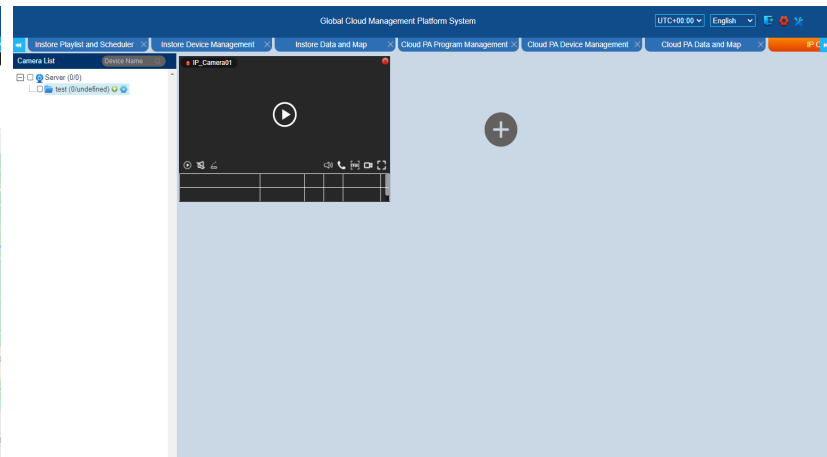 Global Cloud Management Platform System
UTC+00:00 English
Instore Playlist and Scheduler Instore Device Management Instore Data and Map Cloud PA Program Management Cloud PA Device Management Cloud PA Data and Map IP C
Camera List Device Name
IP_Camera01
Server (0/0)
test (0/undefined)